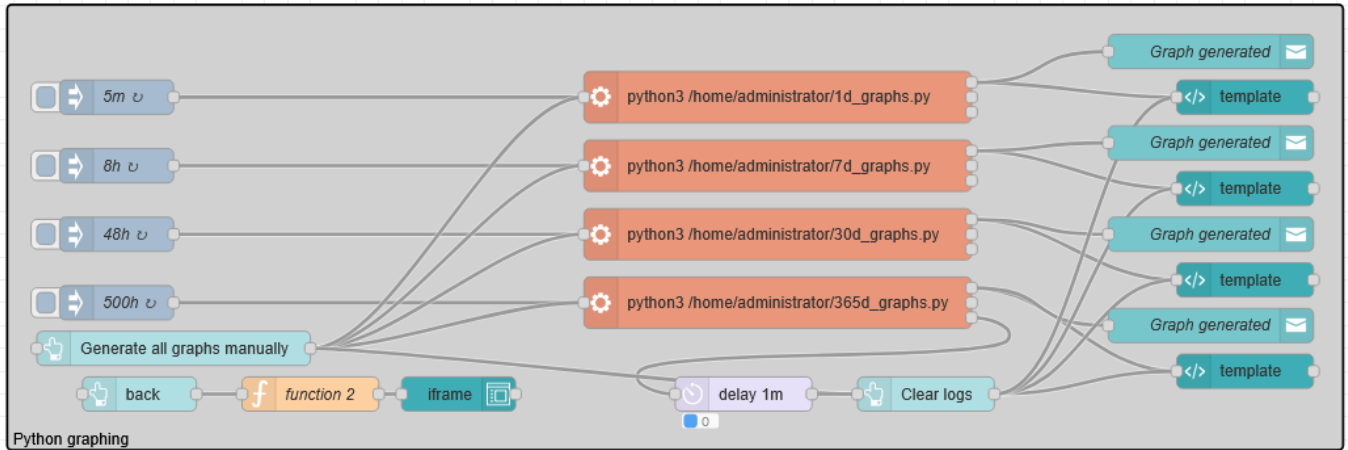 Graph generated
5m ↻
python3 /home/administrator/1d_graphs.py
</> template
Graph generated
8h ↻
python3 /home/administrator/7d_graphs.py
</> template
48h ↻
python3 /home/administrator/30d_graphs.py
Graph generated
</> template
500h ↻
python3 /home/administrator/365d_graphs.py
Graph generated
Generate all graphs manually
</> template
back
f function 2
iframe
delay 1m
Clear logs
0
Python graphing